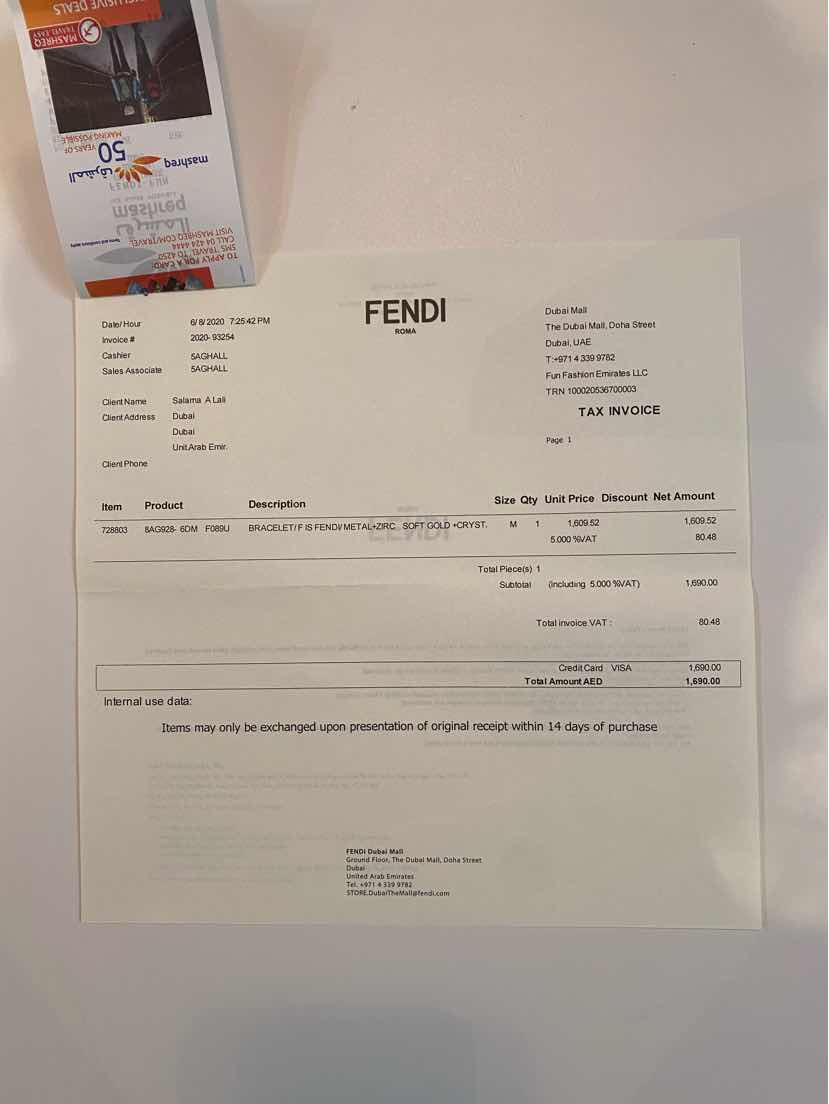 EXCLUSIVE DEALS
MASHREQ
TRAVEL EASY
50
YEARS OF
MAKING POSSIBLE
المشرق
mashreq
TO APPLY FOR A CARD:
SMS 'TRAVEL' TO 4250
CALL 04 424 4444
VISIT MASHREQ.COM/TRAVEL
Terms and conditions apply
FENDI
ROMA
Date/Hour 6/8/2020 7:25:42 PM
Invoice # 2020-93254
Cashier 5AGHALL
Sales Associate 5AGHALL
Client Name Salama A Lali
Client Address Dubai
Dubai
Unit.Arab Emir.
Client Phone
Dubai Mall
The Dubai Mall, Doha Street
Dubai, UAE
T:+971 4 339 9782
Fun Fashion Emirates LLC
TRN 100020536700003
TAX INVOICE
Page 1
Item Product Description Size Qty Unit Price Discount Net Amount
728803 8AG928- 6DM F089U BRACELET/F IS FENDI/METAL+ZIRC SOFT GOLD +CRYST. M 1 1,609.52 1,609.52
5.000 %VAT 80.48
Total Piece(s) 1
Subtotal (including 5.000 %VAT) 1,690.00
Total invoice VAT : 80.48
Credit Card VISA 1,690.00
Total Amount AED 1,690.00
Internal use data:
Items may only be exchanged upon presentation of original receipt within 14 days of purchase
FENDI Dubai Mall
Ground Floor, The Dubai Mall, Doha Street
Dubai
United Arab Emirates
Tel. +971 4 339 9782
STORE.DubaiTheMall@fendi.com